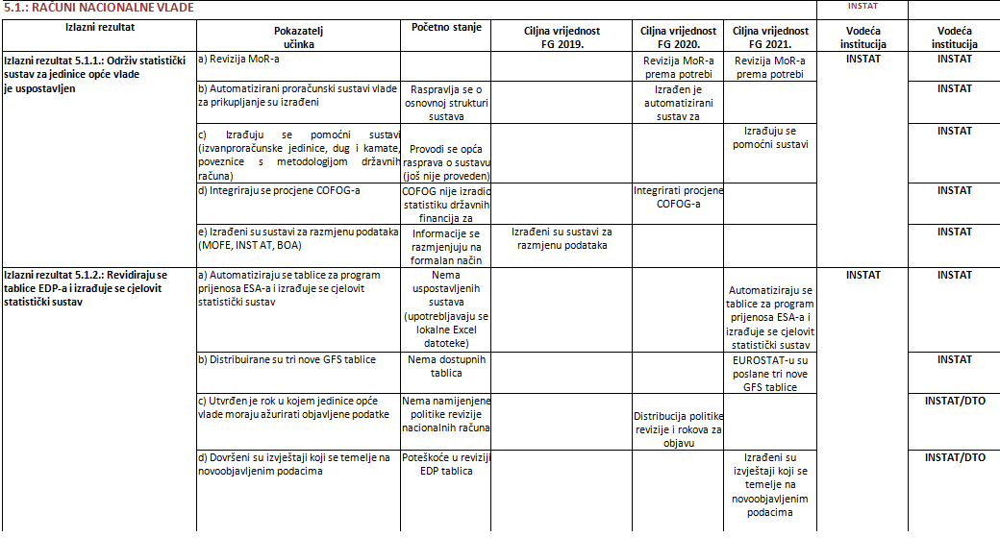 5.1.: RAČUNI NACIONALNE VLADE
INSTAT
Izlazni rezultat
Pokazatelj
učinka
Početno stanje
Ciljna vrijednost
FG 2019.
Ciljna vrijednost
FG 2020.
Ciljna vrijednost
FG 2021.
Vodeća
institucija
Vodeća
institucija
Izlazni rezultat 5.1.1.: Održiv statistički
sustav za jedinice opće vlade
je uspostavljen
a) Revizija MoR-a
Revizija MoR-a
prema potrebi
Revizija MoR-a
prema potrebi
INSTAT
INSTAT
b) Automatizirani proračunski sustavi vlade
za prikupljanje su izrađeni
Raspravlja se o
osnovnoj strukturi
sustava
Izrađen je
automatizirani
sustav za
INSTAT
c) Izrađuju se pomoćni sustavi
(izvanproračunske jedinice, dug i kamate,
poveznice s metodologijom državnih
računa)
Provodi se opća
rasprava o sustavu
(još nije proveden)
Izrađuju se
pomoćni sustavi
INSTAT
d) Integriraju se procjene COFOG-a
COFOG nije izradio
statistiku državnih
financija za
Integrirati procjene
COFOG-a
INSTAT
e) Izrađeni su sustavi za razmjenu podataka
(MOFE, INST AT, BOA)
Informacije se
razmjenjuju na
formalan način
Izrađeni su sustavi za
razmjenu podataka
INSTAT
Izlazni rezultat 5.1.2.: Revidiraju se
tablice EDP-a i izrađuje se cjelovit
statistički sustav
a) Automatiziraju se tablice za program
prijenosa ESA-a i izrađuje se cjelovit
statistički sustav
Nema
uspostavljenih
sustava
(upotrebljavaju se
lokalne Excel
datoteke)
Automatiziraju se
tablice za program
prijenosa ESA-a i
izrađuje se cjelovit
statistički sustav
INSTAT
INSTAT
b) Distribuirane su tri nove GFS tablice
Nema dostupnih
tablica
EUROSTAT-u su
poslane tri nove
GFS tablice
INSTAT
c) Utvrđen je rok u kojem jedinice opće
vlade moraju ažurirati objavljene podatke
Nema namijenjene
politike revizije
nacionalnih računa
Distribucija politike
revizije i rokova za
objavu
INSTAT/DTO
d) Dovršeni su izvještaji koji se temelje na
novoobjavljenim podacima
Poteškoće u reviziji
EDP tablica
Izrađeni su
izvještaji koji se
temelje na
novoobjavljenim
podacima
INSTAT/DTO